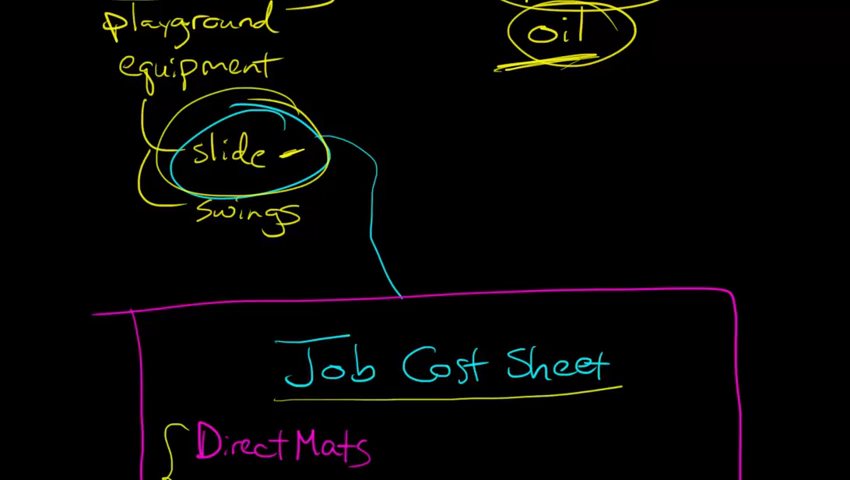 playground
equipment
oil
slide -
swings
Job Cost Sheet
Direct Mats